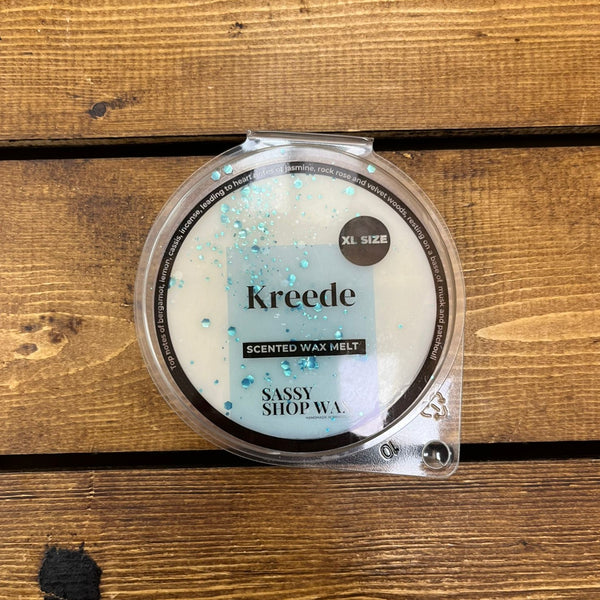 Top notes of bergamot, lemon, cassis, incense, leading to heart notes of jasmine, rock rose and velvet woods, resting on a base of musk and patchouli
XL SIZE
Kreede
SCENTED WAX MELT
SASSY
SHOP WA
10